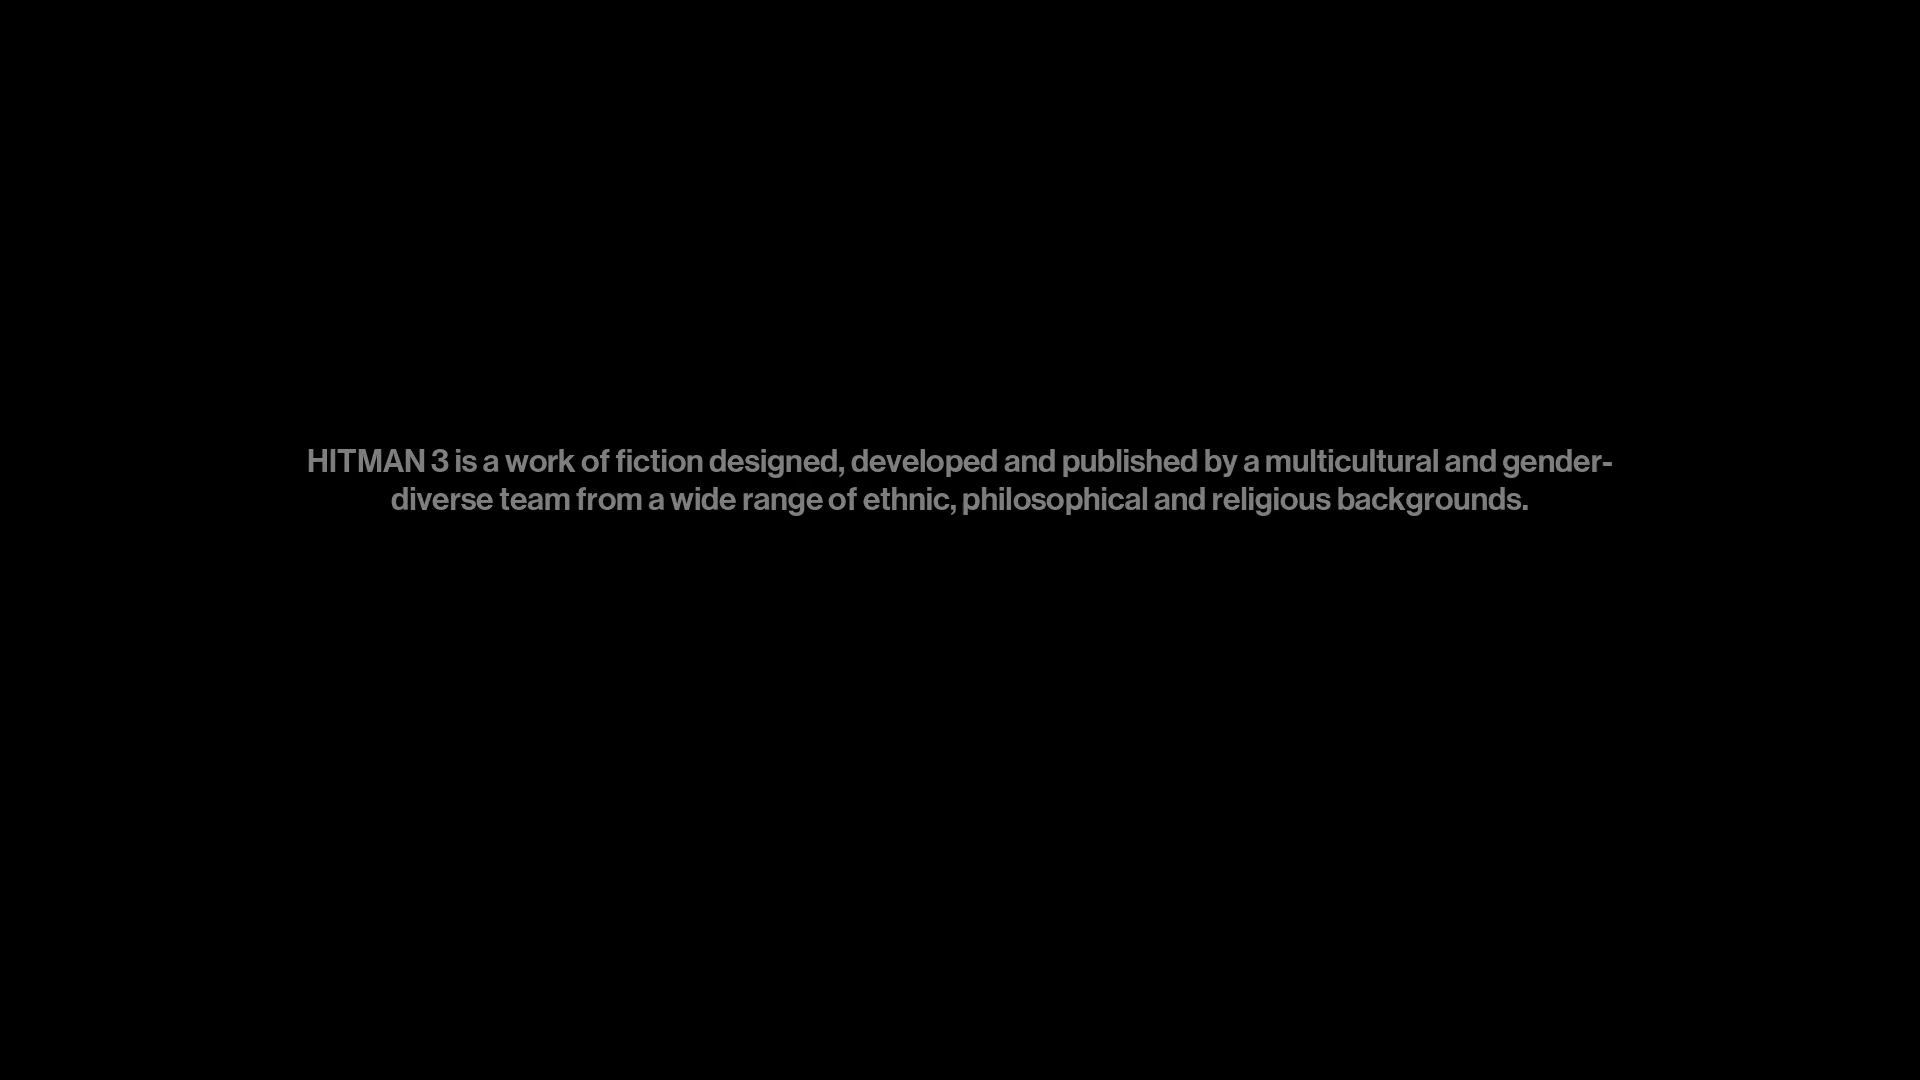 HITMAN 3 is a work of fiction designed, developed and published by a multicultural and gender-
diverse team from a wide range of ethnic, philosophical and religious backgrounds.